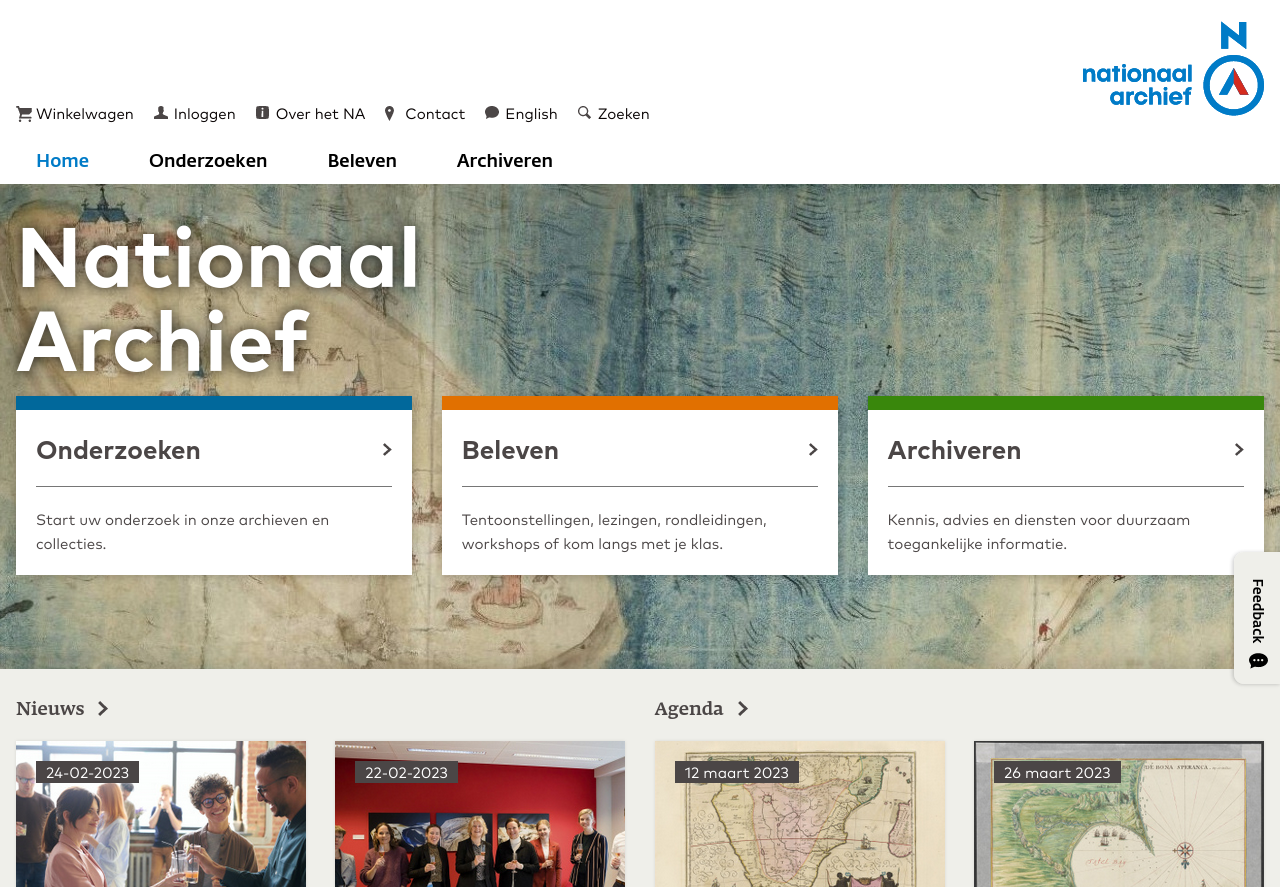 N
nationaal
archief
Winkelwagen Inloggen Over het NA Contact English Zoeken
Home Onderzoeken Beleven Archiveren
Nationaal
Archief
Onderzoeken
Start uw onderzoek in onze archieven en
collecties.
Beleven
Tentoonstellingen, lezingen, rondleidingen,
workshops of kom langs met je klas.
Archiveren
Kennis, advies en diensten voor duurzaam
toegankelijke informatie.
Feedback
Nieuws
Agenda
24-02-2023
22-02-2023
12 maart 2023
26 maart 2023
DE BONA SPERANCA